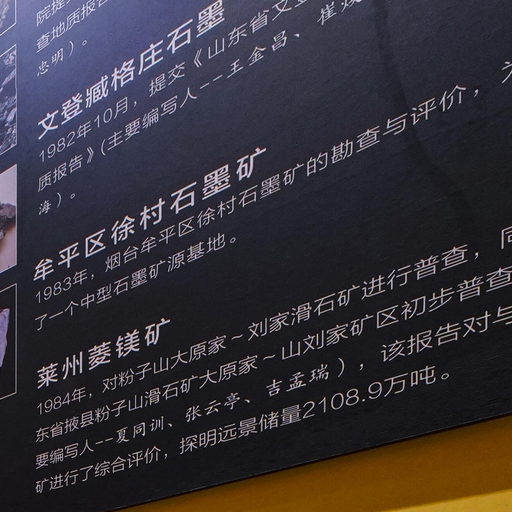 院提
查地质报告
忠明）。
文登臧格庄石墨
1982年10月，提交《山东省文登
质报告》（主要编写人--王金昌、崔
海）。
牟平区徐村石墨矿
1983年，烟台牟平区徐村石墨矿的勘查与评价，
了一个中型石墨矿源基地。
莱州菱镁矿
1984年，对粉子山大原家～刘家滑石矿进行普查，同
东省掖县粉子山滑石矿大原家～山刘家矿区初步普查
要编写人--夏同训、张云亭、吉孟瑞），该报告对与
矿进行了综合评价，探明远景储量2108.9万吨。